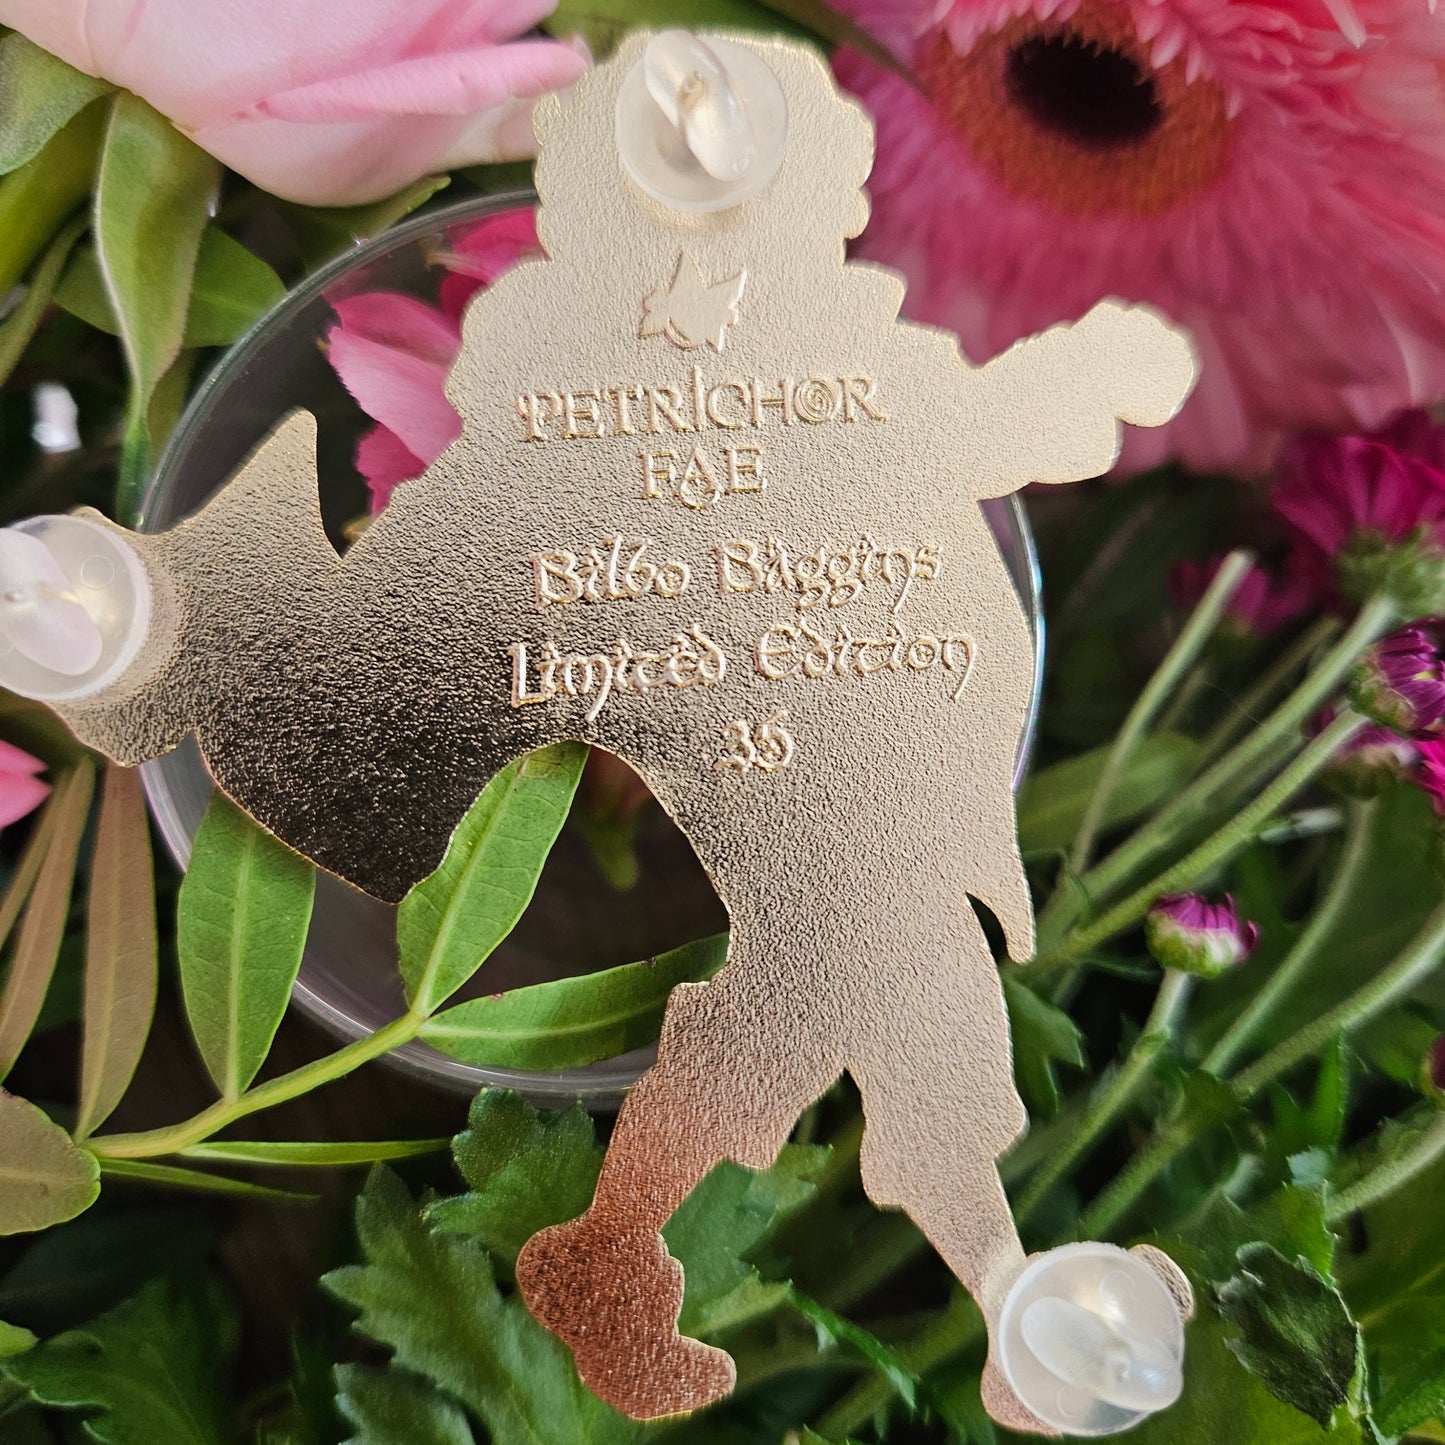 PETRICHOR
FAE
Bilbo Baggins
Limited Edition
35